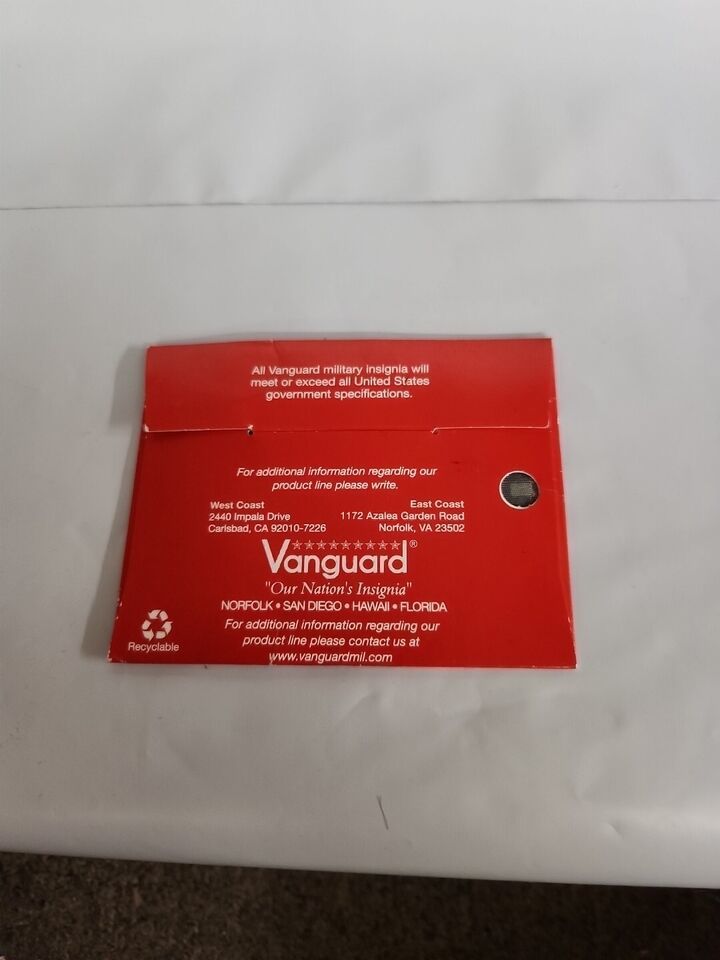 All Vanguard military insignia will
meet or exceed all United States
government specifications.
For additional information regarding our
product line please write.
West Coast
2440 Impala Drive
Carlsbad, CA 92010-7226
East Coast
1172 Azalea Garden Road
Norfolk, VA 23502
Vanguard®
"Our Nation's Insignia"
NORFOLK • SAN DIEGO • HAWAII • FLORIDA
For additional information regarding our
product line please contact us at
www.vanguardmil.com
Recyclable